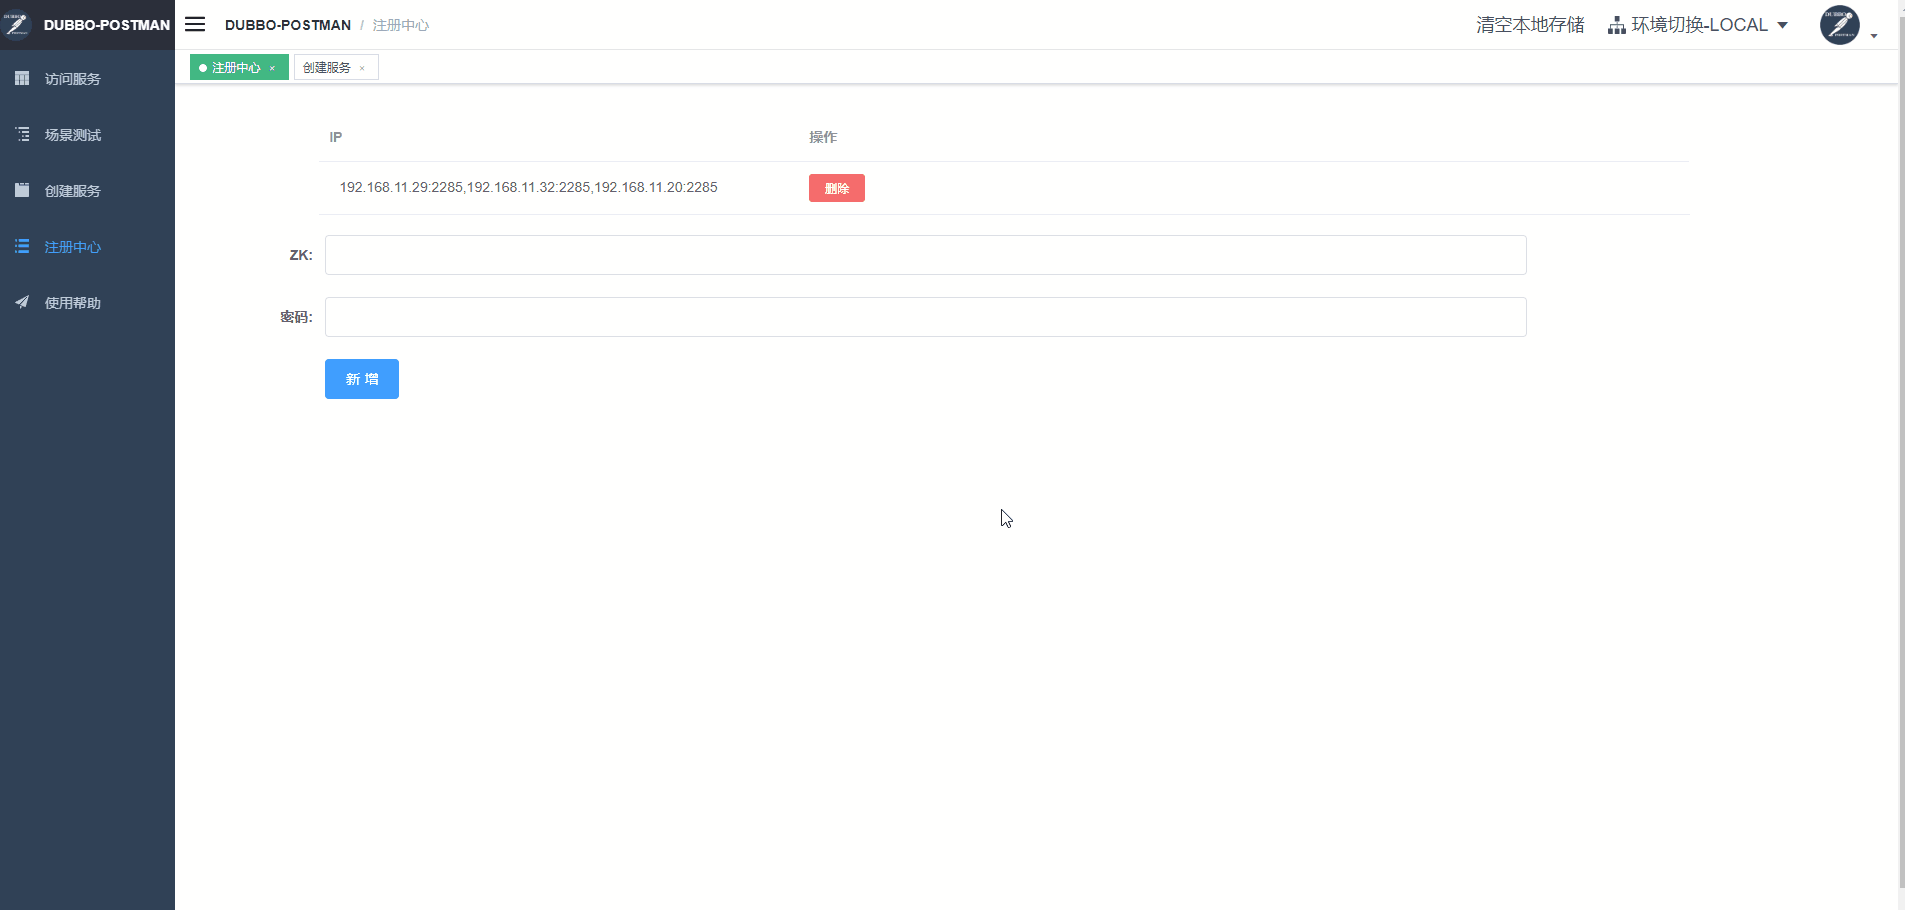 DUBBO-POSTMAN
DUBBO-POSTMAN / 注册中心
清空本地存储
环境切换-LOCAL
注册中心 ×
创建服务 ×
访问服务
场景测试
创建服务
注册中心
使用帮助
IP
操作
192.168.11.29:2285,192.168.11.32:2285,192.168.11.20:2285
删除
ZK:
密码:
新 增